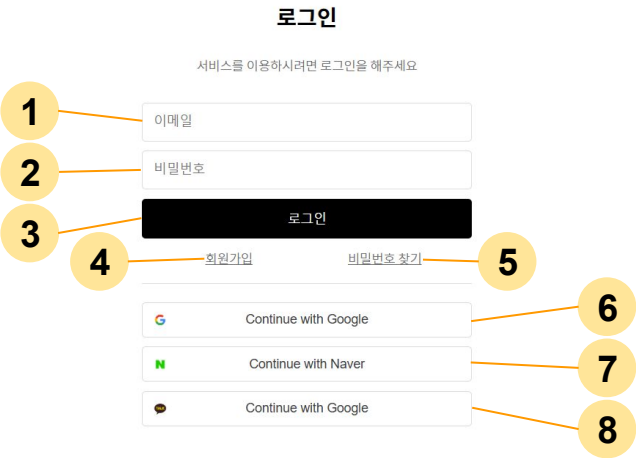 로그인
서비스를 이용하시려면 로그인을 해주세요
1
이메일
2
비밀번호
3
로그인
4
회원가입
비밀번호 찾기
5
Continue with Google
6
N
Continue with Naver
7
TALK
Continue with Google
8